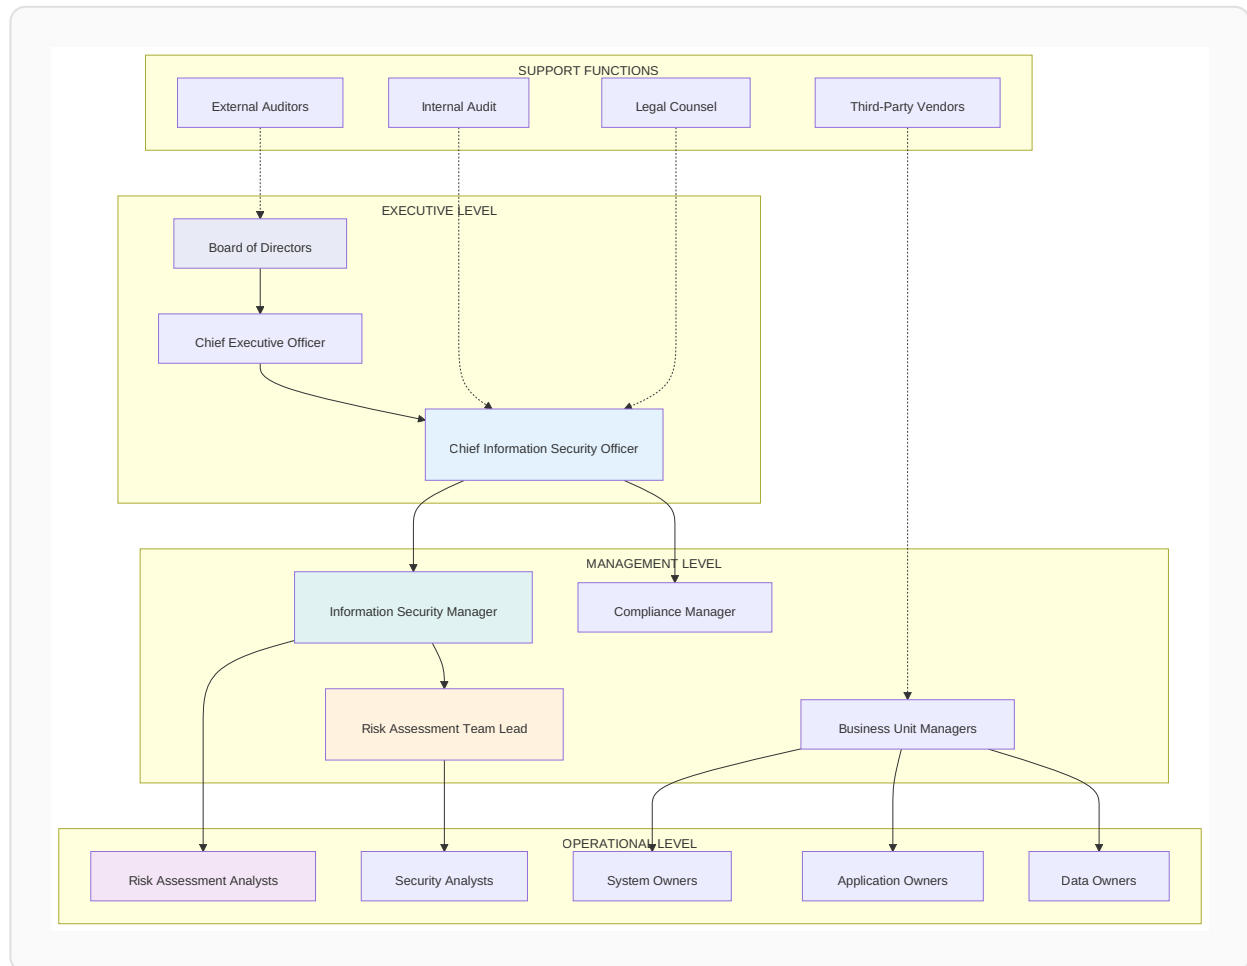 SUPPORT FUNCTIONS
External Auditors
Internal Audit
Legal Counsel
Third-Party Vendors
EXECUTIVE LEVEL
Board of Directors
Chief Executive Officer
Chief Information Security Officer
MANAGEMENT LEVEL
Information Security Manager
Compliance Manager
Risk Assessment Team Lead
Business Unit Managers
OPERATIONAL LEVEL
Risk Assessment Analysts
Security Analysts
System Owners
Application Owners
Data Owners